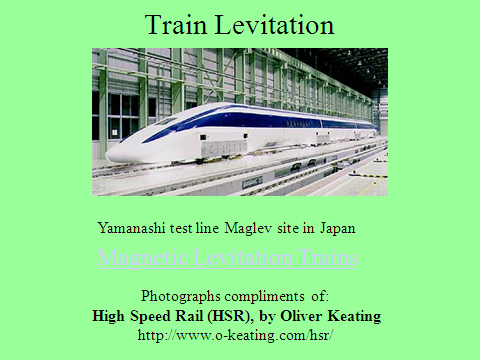 Train Levitation
Yamanashi test line Maglev site in Japan
Magnetic Levitation Trains
Photographs compliments of:
High Speed Rail (HSR), by Oliver Keating
http://www.o-keating.com/hsr/